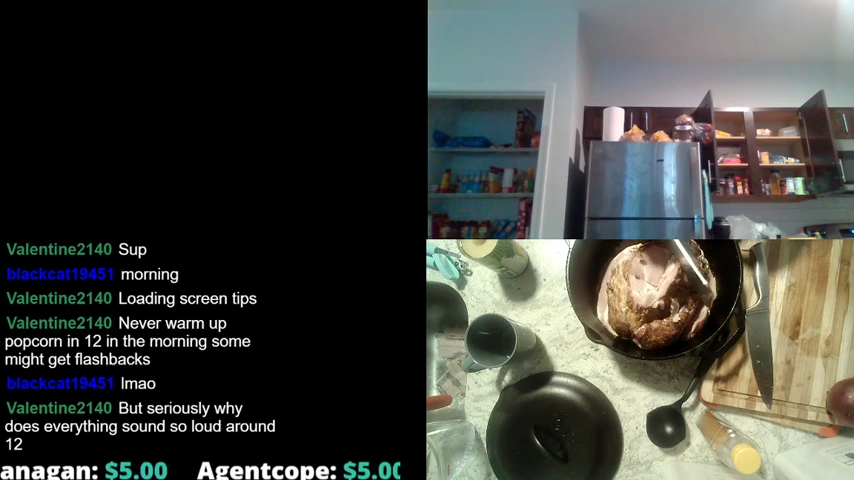 Valentine2140 Sup
blackcat19451 morning
Valentine2140 Loading screen tips
Valentine2140 Never warm up
popcorn in 12 in the morning some
might get flashbacks
blackcat19451 lmao
Valentine2140 But seriously why
does everything sound so loud around
12
anagan: $5.00 Agentcope: $5.00